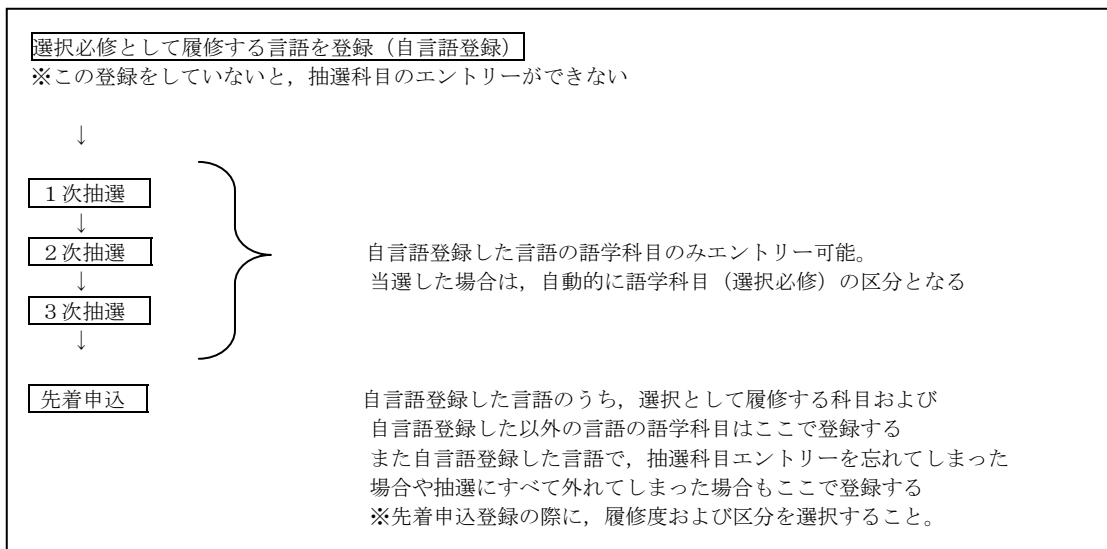 選択必修として履修する言語を登録（自言語登録）
※この登録をしていないと，抽選科目のエントリーができない
↓
１次抽選
↓
２次抽選
↓
３次抽選
↓
自言語登録した言語の語学科目のみエントリー可能。
当選した場合は，自動的に語学科目（選択必修）の区分となる
先着申込
自言語登録した言語のうち，選択として履修する科目および
自言語登録した以外の言語の語学科目はここで登録する
また自言語登録した言語で，抽選科目エントリーを忘れてしまった
場合や抽選にすべて外れてしまった場合もここで登録する
※先着申込登録の際に，履修度および区分を選択すること。